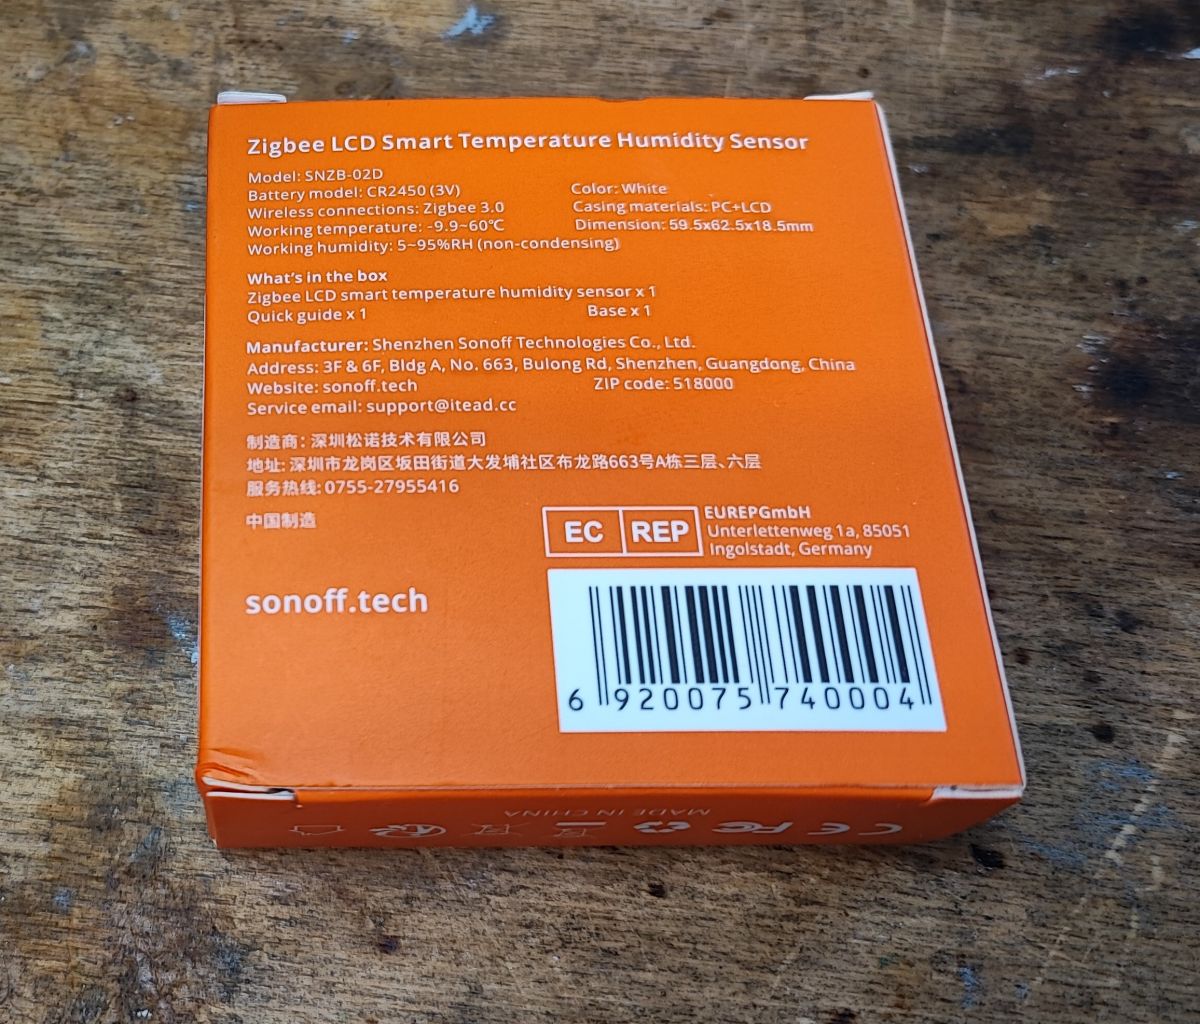 Zigbee LCD Smart Temperature Humidity Sensor
Model: SNZB-02D
Battery model: CR2450 (3V)
Color: White
Wireless connections: Zigbee 3.0
Casing materials: PC+LCD
Working temperature: -9.9~60℃
Dimension: 59.5x62.5x18.5mm
Working humidity: 5~95%RH (non-condensing)
What's in the box
Zigbee LCD smart temperature humidity sensor x 1
Quick guide x 1
Base x 1
Manufacturer: Shenzhen Sonoff Technologies Co., Ltd.
Address: 3F & 6F, Bldg A, No. 663, Bulong Rd, Shenzhen, Guangdong, China
Website: sonoff.tech
ZIP code: 518000
Service email: support@itead.cc
制造商: 深圳松诺技术有限公司
地址: 深圳市龙岗区坂田街道大发埔社区布龙路663号A栋三层、六层
服务热线: 0755-27955416
中国制造
EC REP
EUREPGmbH
Unterlettenweg 1a, 85051
Ingolstadt, Germany
sonoff.tech
6 920075 740004
MADE IN CHINA
CE FC